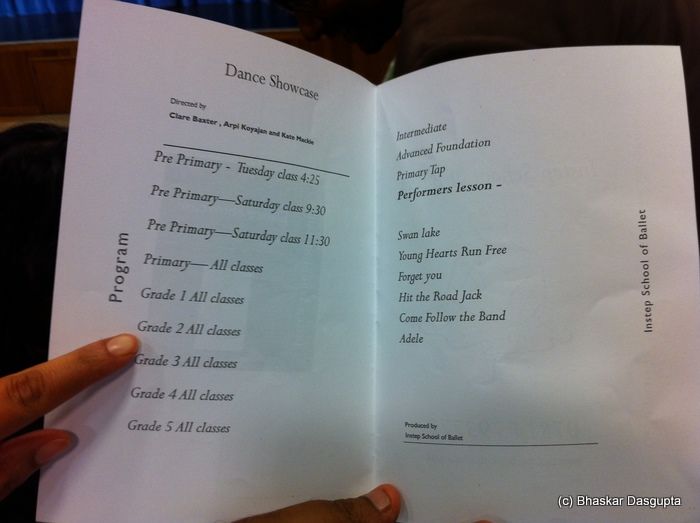 Dance Showcase
Directed by
Clare Baxter , Arpi Koyajan and Kate Mackie
Program
Pre Primary - Tuesday class 4:25
Pre Primary—Saturday class 9:30
Pre Primary—Saturday class 11:30
Primary— All classes
Grade 1 All classes
Grade 2 All classes
Grade 3 All classes
Grade 4 All classes
Grade 5 All classes
Intermediate
Advanced Foundation
Primary Tap
Performers lesson -
Swan lake
Young Hearts Run Free
Forget you
Hit the Road Jack
Come Follow the Band
Adele
Produced by
Instep School of Ballet
Instep School of Ballet
(c) Bhaskar Dasgupta